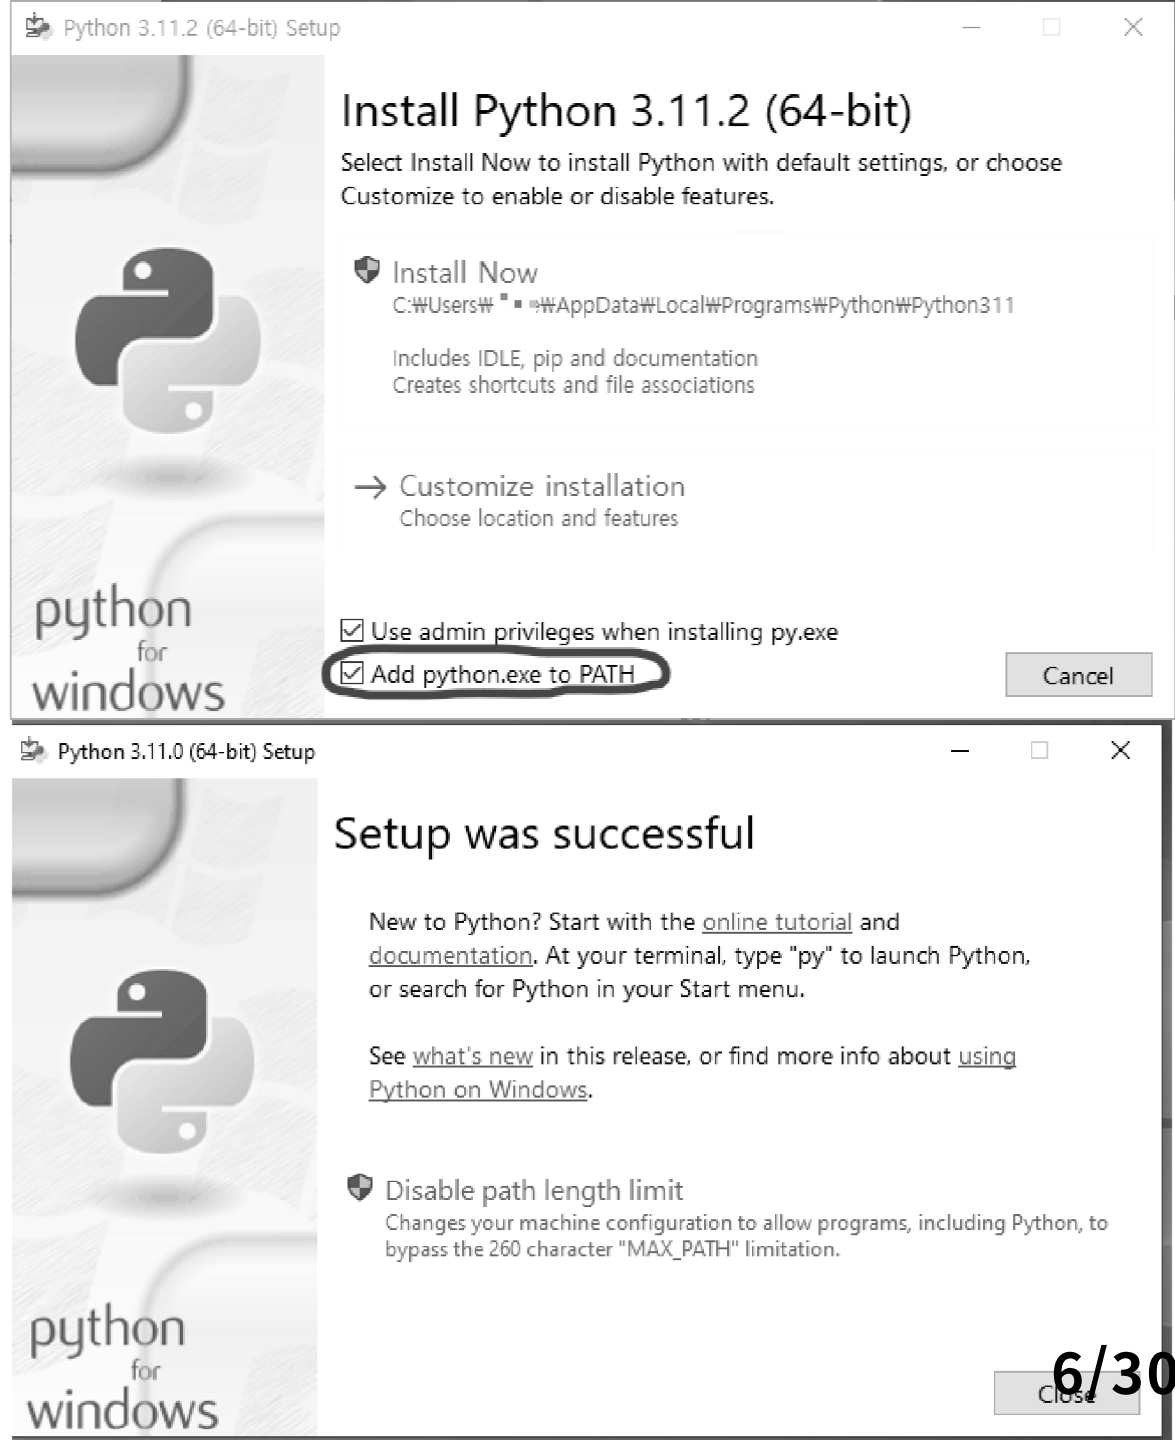 Python 3.11.2 (64-bit) Setup
Install Python 3.11.2 (64-bit)
Select Install Now to install Python with default settings, or choose
Customize to enable or disable features.
Install Now
C:₩Users₩ ₩AppData₩Local₩Programs₩Python₩Python311
Includes IDLE, pip and documentation
Creates shortcuts and file associations
Customize installation
Choose location and features
python
for
windows
Use admin privileges when installing py.exe
Add python.exe to PATH
Cancel
Python 3.11.0 (64-bit) Setup
Setup was successful
New to Python? Start with the online tutorial and
documentation. At your terminal, type "py" to launch Python,
or search for Python in your Start menu.
See what's new in this release, or find more info about using
Python on Windows.
Disable path length limit
Changes your machine configuration to allow programs, including Python, to
bypass the 260 character "MAX_PATH" limitation.
python
for
windows
Close
6/30